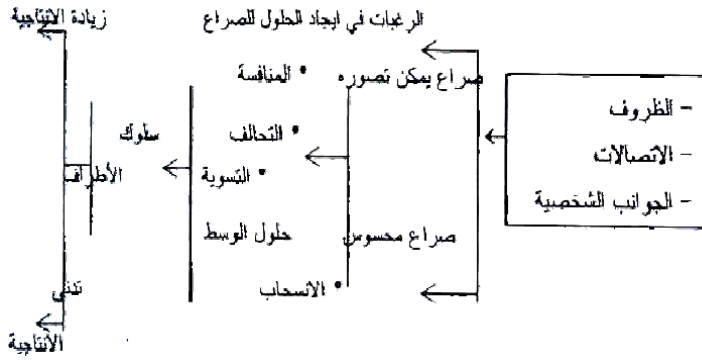 زيادة الانتاجية
الرغبات في ايجاد الحلول للصراع
صراع يمكن تصوره
• المنافسة
– الظروف
سلوك
• التحالف
– الاتصالات
الأطراف
• التسوية
– الجوانب الشخصية
صراع محسوس
حلول الوسط
تدني
• الانسحاب
الأنتاجية